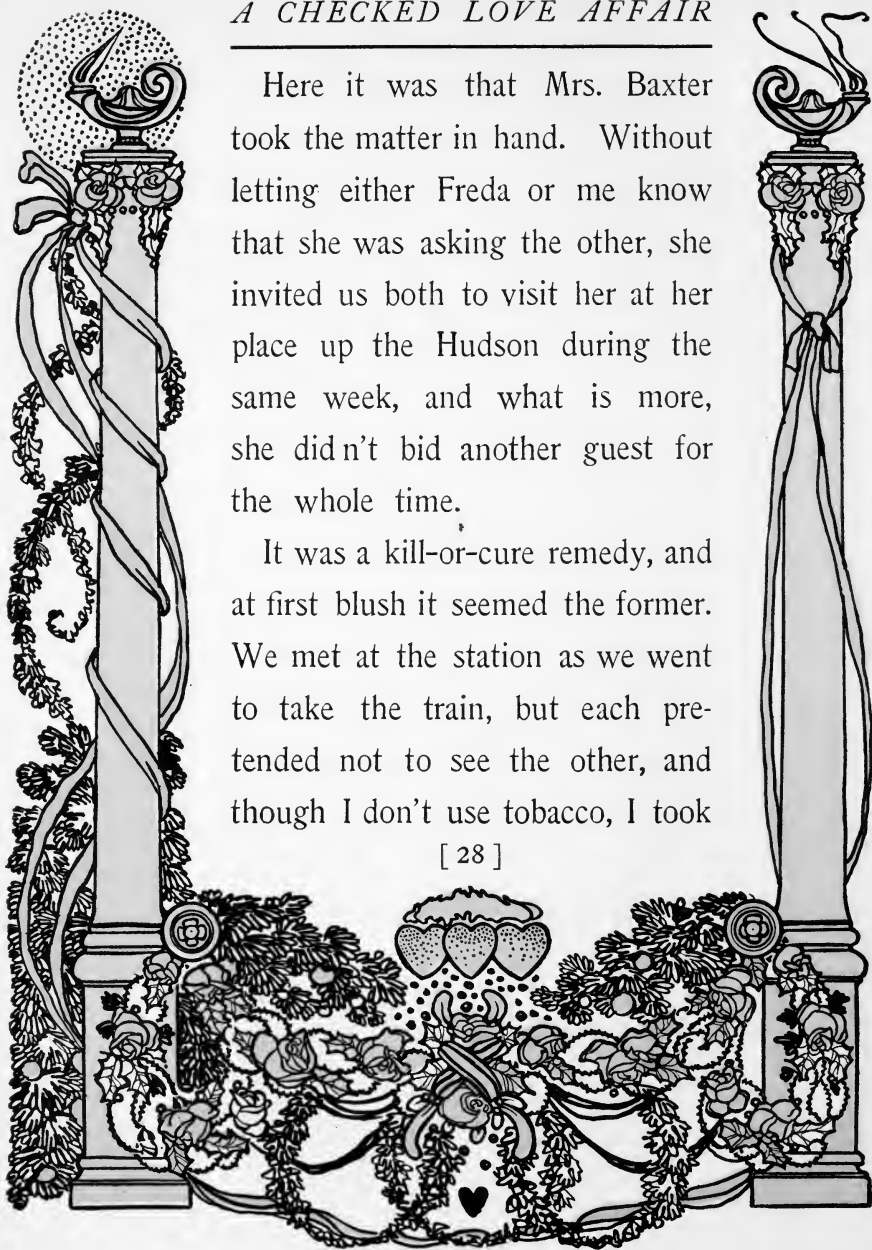 A CHECKED LOVE AFFAIR
Here it was that Mrs. Baxter
took the matter in hand. Without
letting either Freda or me know
that she was asking the other, she
invited us both to visit her at her
place up the Hudson during the
same week, and what is more,
she did n't bid another guest for
the whole time.
It was a kill-or-cure remedy, and
at first blush it seemed the former.
We met at the station as we went
to take the train, but each pre-
tended not to see the other, and
though I don't use tobacco, I took
[ 28 ]